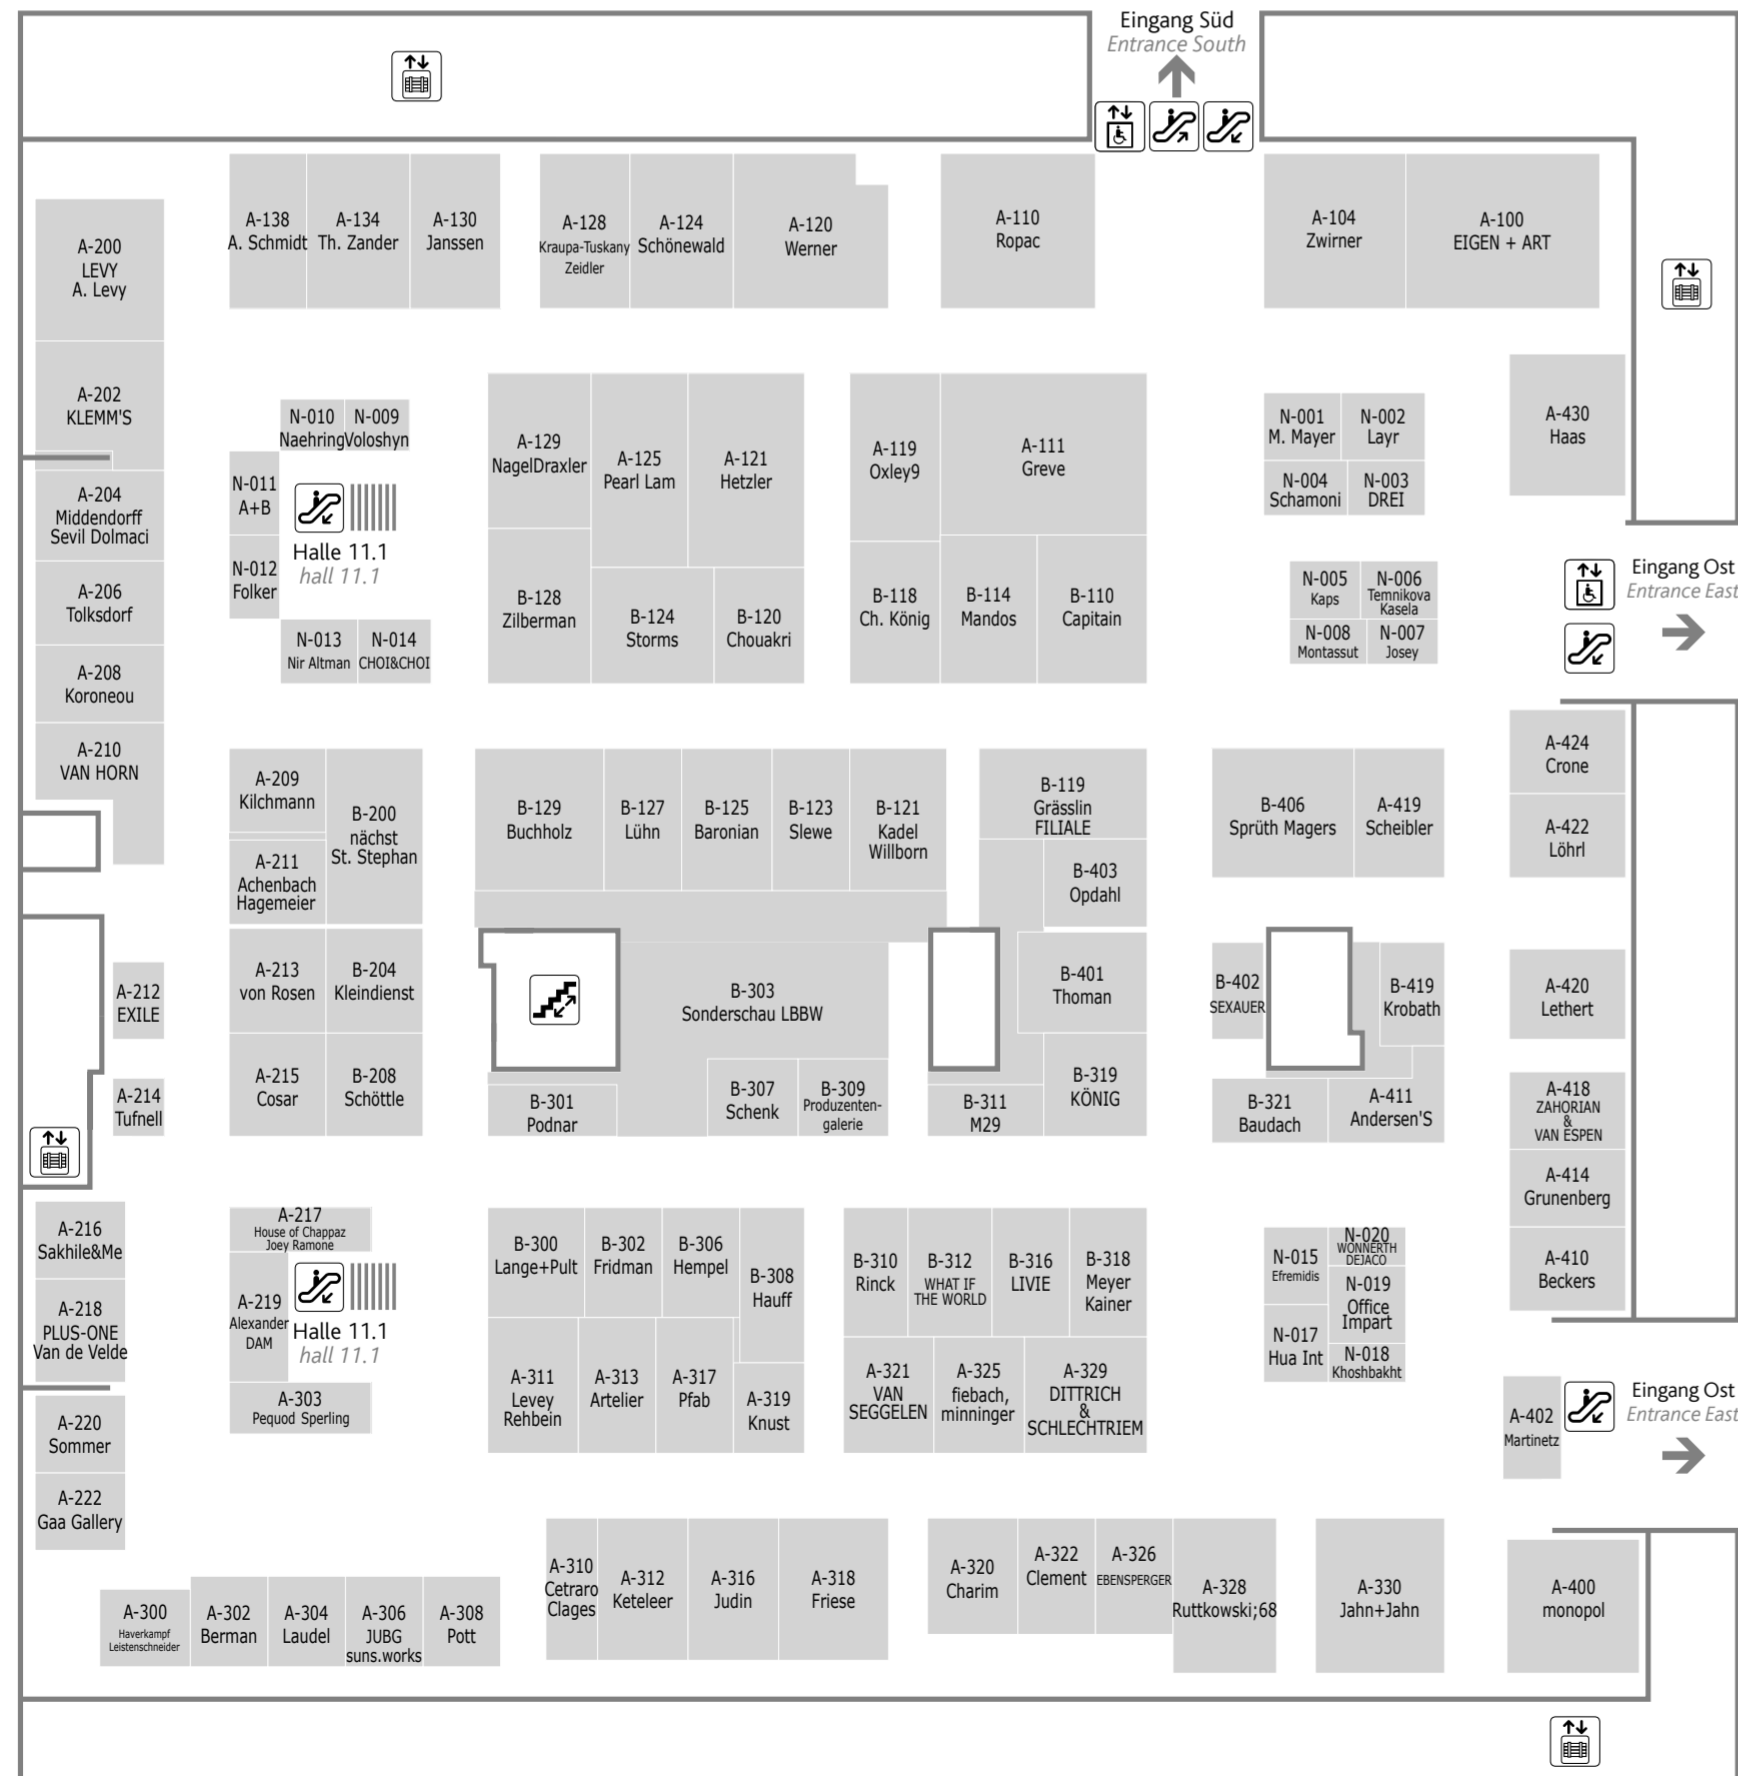 Eingang Süd
Entrance South
A-138
A. Schmidt
A-134
Th. Zander
A-130
Janssen
A-128
Kraupa-Tuskany
Zeidler
A-124
Schönewald
A-120
Werner
A-110
Ropac
A-104
Zwirner
A-100
EIGEN + ART
A-200
LEVY
A. Levy
A-202
KLEMM'S
A-204
Middendorff
Sevil Dolmaci
A-206
Tolksdorf
A-208
Koroneou
A-210
VAN HORN
N-010
Naehring
N-009
Voloshyn
N-011
A+B
N-012
Folker
Halle 11.1
hall 11.1
N-013
Nir Altman
N-014
CHOI&CHOI
A-129
NagelDraxler
A-125
Pearl Lam
A-121
Hetzler
B-128
Zilberman
B-124
Storms
B-120
Chouakri
A-119
Oxley9
A-111
Greve
B-118
Ch. König
B-114
Mandos
B-110
Capitain
N-001
M. Mayer
N-002
Layr
N-004
Schamoni
N-003
DREI
N-005
Kaps
N-006
Temnikova
Kasela
N-008
Montassut
N-007
Josey
A-430
Haas
Eingang Ost
Entrance East
A-209
Kilchmann
A-211
Achenbach
Hagemeier
B-200
nächst
St. Stephan
A-213
von Rosen
B-204
Kleindienst
A-215
Cosar
B-208
Schöttle
A-212
EXILE
A-214
Tufnell
B-129
Buchholz
B-127
Lühn
B-125
Baronian
B-123
Slewe
B-121
Kadel
Willborn
B-303
Sonderschau LBBW
B-301
Podnar
B-307
Schenk
B-309
Produzenten-
galerie
B-119
Grässlin
FILIALE
B-403
Opdahl
B-401
Thoman
B-319
KÖNIG
B-311
M29
B-406
Sprüth Magers
A-419
Scheibler
B-402
SEXAUER
B-419
Krobath
B-321
Baudach
A-411
Andersen'S
A-424
Crone
A-422
Löhrl
A-420
Lethert
A-418
ZAHORIAN
&
VAN ESPEN
A-414
Grunenberg
A-410
Beckers
A-216
Sakhile&Me
A-218
PLUS-ONE
Van de Velde
A-220
Sommer
A-222
Gaa Gallery
A-217
House of Chappaz
Joey Ramone
A-219
Alexander
DAM
Halle 11.1
hall 11.1
A-303
Pequod Sperling
B-300
Lange+Pult
B-302
Fridman
B-306
Hempel
B-308
Hauff
A-311
Levey
Rehbein
A-313
Artelier
A-317
Pfab
A-319
Knust
B-310
Rinck
B-312
WHAT IF
THE WORLD
B-316
LIVIE
B-318
Meyer
Kainer
A-321
VAN
SEGGELEN
A-325
fiebach,
minninger
A-329
DITTRICH
&
SCHLECHTRIEM
N-015
Efremidis
N-020
WONNERTH
DEJACO
N-019
Office
Impart
N-017
Hua Int
N-018
Khoshbakht
A-402
Martinetz
Eingang Ost
Entrance East
A-300
Haverkampf
Leistenschneider
A-302
Berman
A-304
Laudel
A-306
JUBG
suns.works
A-308
Pott
A-310
Cetraro
Clages
A-312
Keteleer
A-316
Judin
A-318
Friese
A-320
Charim
A-322
Clement
A-326
EBENSPERGER
A-328
Ruttkowski;68
A-330
Jahn+Jahn
A-400
monopol